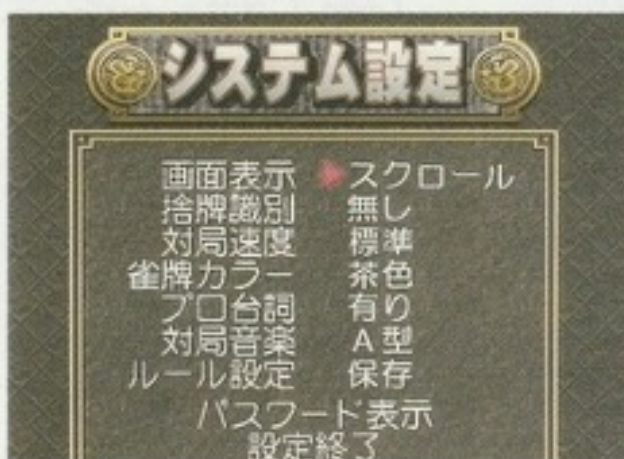 システム設定
画面表示 スクロール
捨牌識別 無し
対局速度 標準
雀牌カラー 茶色
プロ台詞 有り
対局音楽 A型
ルール設定 保存
パスワード表示
設定終了